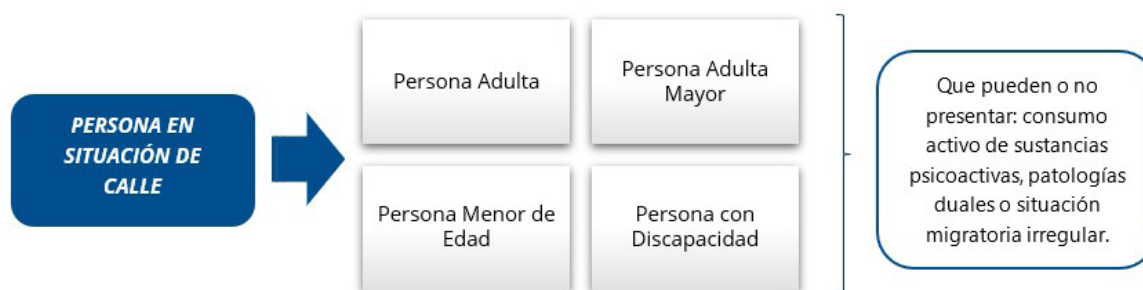 PERSONA EN
SITUACIÓN DE
CALLE
Persona Adulta
Persona Adulta
Mayor
Persona Menor de
Edad
Persona con
Discapacidad
Que pueden o no
presentar: consumo
activo de sustancias
psicoactivas, patologías
duales o situación
migratoria irregular.